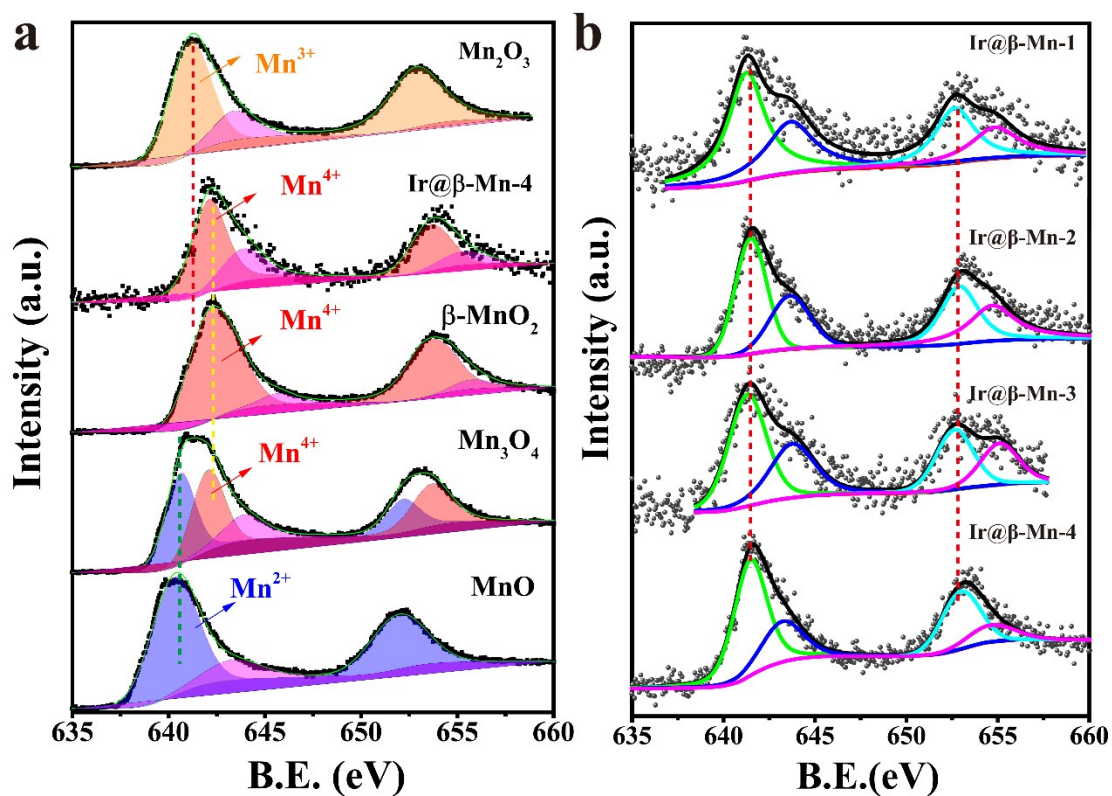 a
Mn₂O₃
Mn³⁺
Ir@β-Mn-4
Mn⁴⁺
β-MnO₂
Mn⁴⁺
Mn₃O₄
Mn⁴⁺
MnO
Mn²⁺
Intensity (a.u.)
635 640 645 650 655 660
B.E. (eV)
b
Ir@β-Mn-1
Ir@β-Mn-2
Ir@β-Mn-3
Ir@β-Mn-4
Intensity (a.u.)
635 640 645 650 655 660
B.E.(eV)